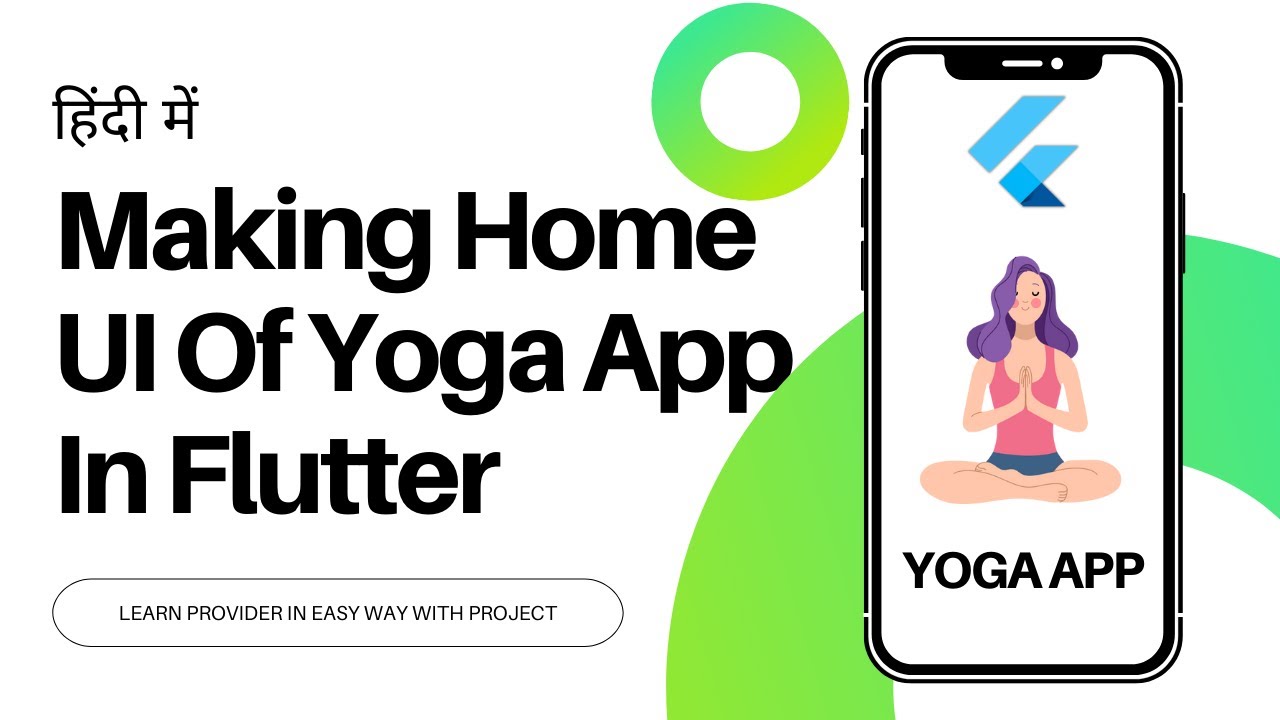 हिंदी में
Making Home
UI Of Yoga App
In Flutter
LEARN PROVIDER IN EASY WAY WITH PROJECT
YOGA APP